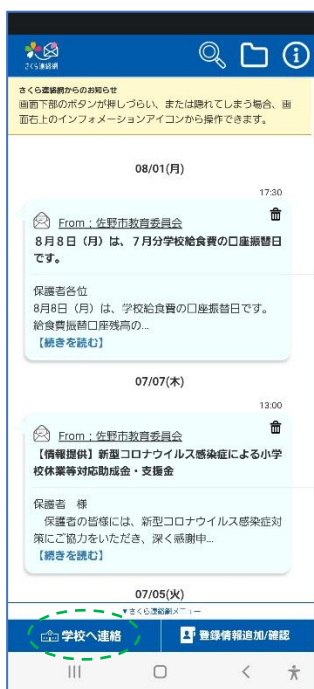 さくら連絡網
さくら連絡網からのお知らせ
画面下部のボタンが押しづらい、または隠れてしまう場合、画
面右上のインフォメーションアイコンから操作できます。
08/01(月)
17:30
From：佐野市教育委員会
8月8日（月）は、7月分学校給食費の口座振替日
です。
保護者各位
8月8日（月）は、学校給食費の口座振替日です。
給食費振替口座残高の...
【続きを読む】
07/07(木)
13:00
From：佐野市教育委員会
【情報提供】新型コロナウイルス感染症による小学
校休業等対応助成金・支援金
保護者　様
　保護者の皆様には、新型コロナウイルス感染症対
策にご協力をいただき、深く感謝申...
【続きを読む】
07/05(火)
▼さくら連絡網メニュー
学校へ連絡
登録情報追加/確認